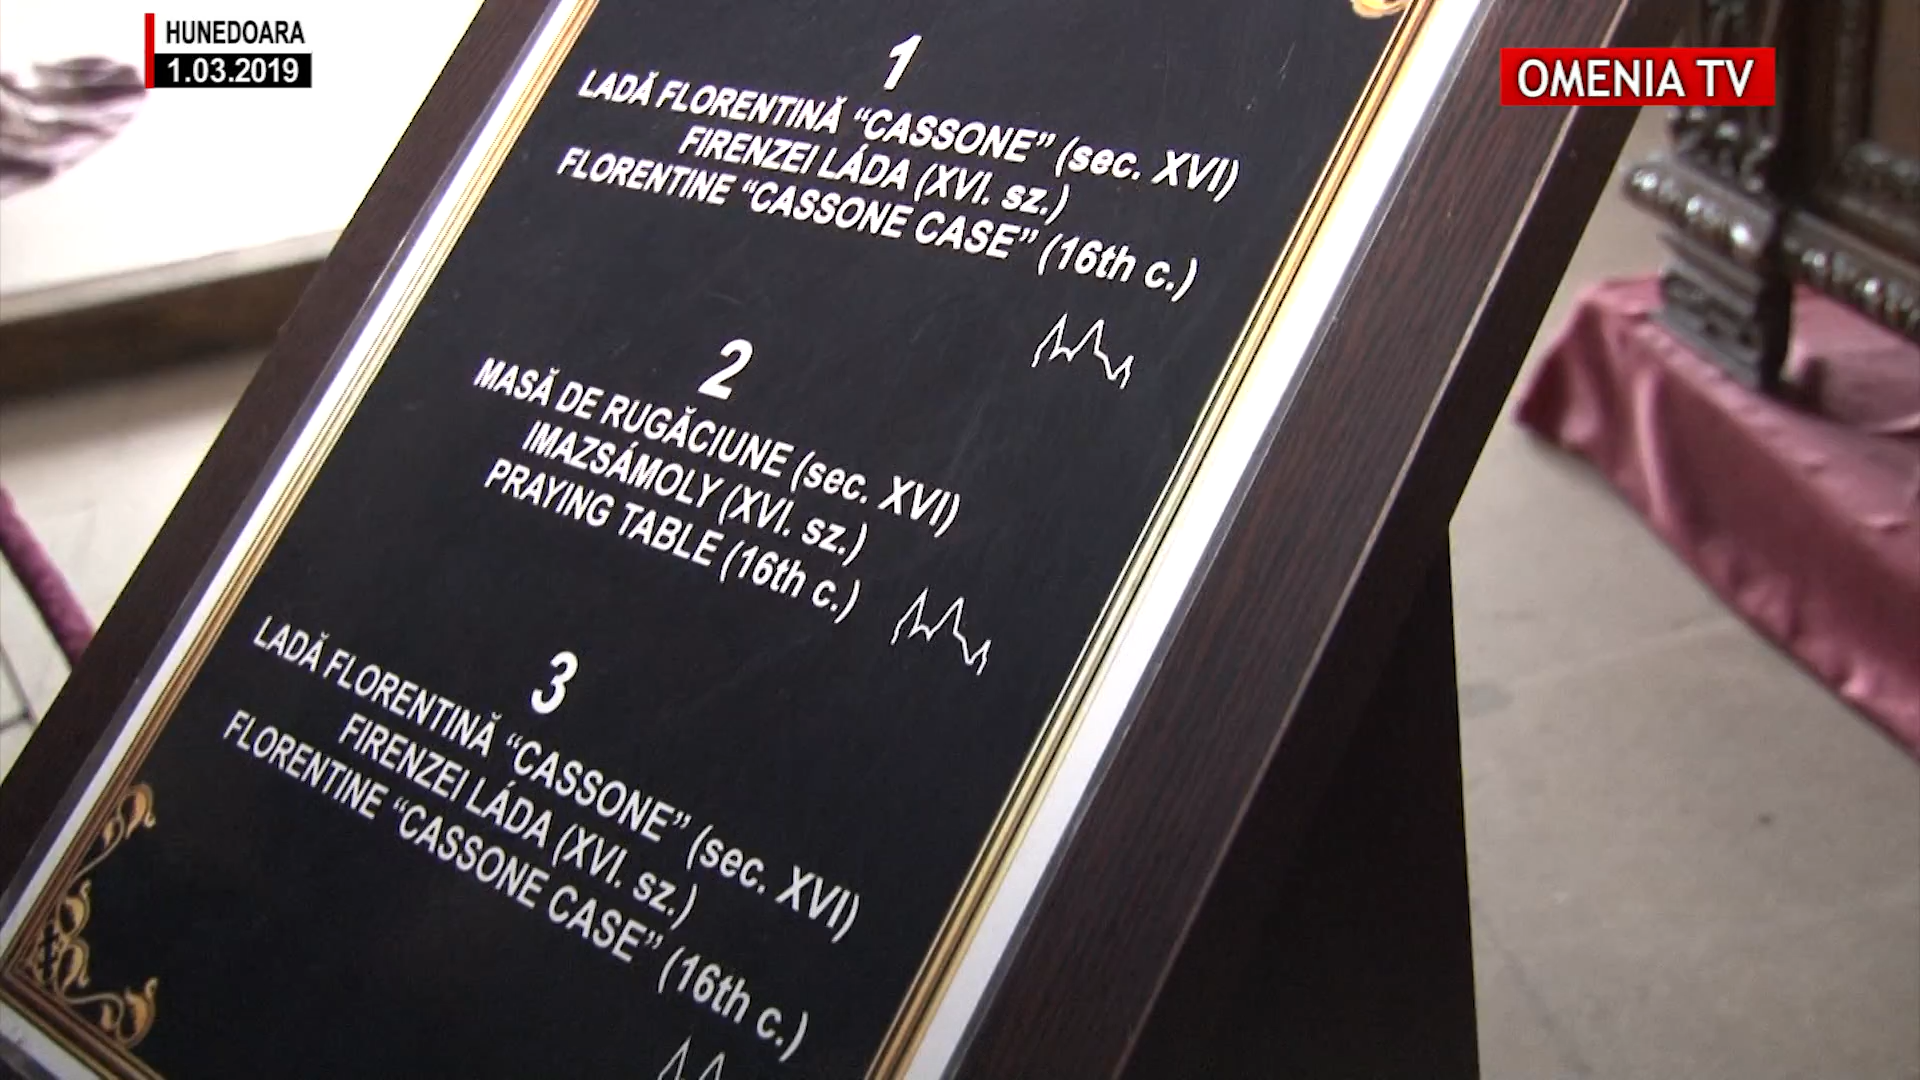 HUNEDOARA
1.03.2019
OMENIA TV
1
LADĂ FLORENTINĂ “CASSONE” (sec. XVI)
FIRENZEI LÁDA (XVI. sz.)
FLORENTINE “CASSONE CASE” (16th c.)
2
MASĂ DE RUGĂCIUNE (sec. XVI)
IMAZSÁMOLY (XVI. sz.)
PRAYING TABLE (16th c.)
3
LADĂ FLORENTINĂ “CASSONE” (sec. XVI)
FIRENZEI LÁDA (XVI. sz.)
FLORENTINE “CASSONE CASE” (16th c.)